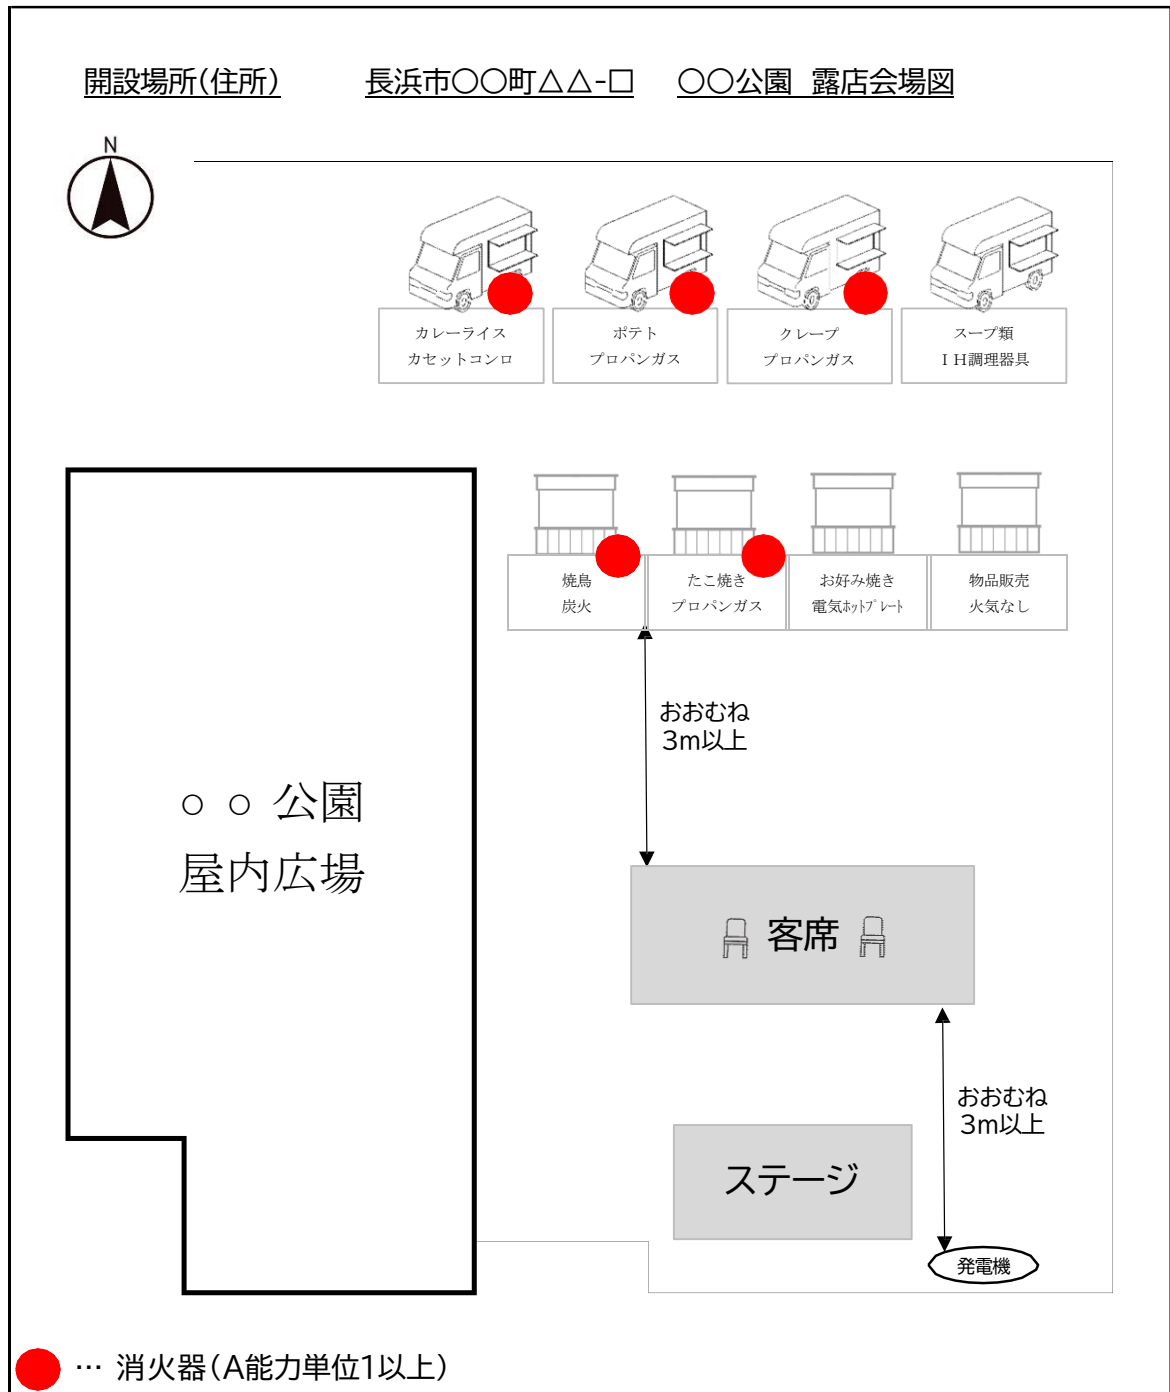 開設場所(住所)　長浜市○○町△△-□　○○公園 露店会場図
N
カレーライス
カセットコンロ
ポテト
プロパンガス
クレープ
プロパンガス
スープ類
ＩＨ調理器具
焼鳥
炭火
たこ焼き
プロパンガス
お好み焼き
電気ﾎｯﾄﾌﾟﾚｰﾄ
物品販売
火気なし
おおむね
3m以上
○ ○ 公園
屋内広場
客席
おおむね
3m以上
ステージ
発電機
… 消火器(A能力単位1以上)